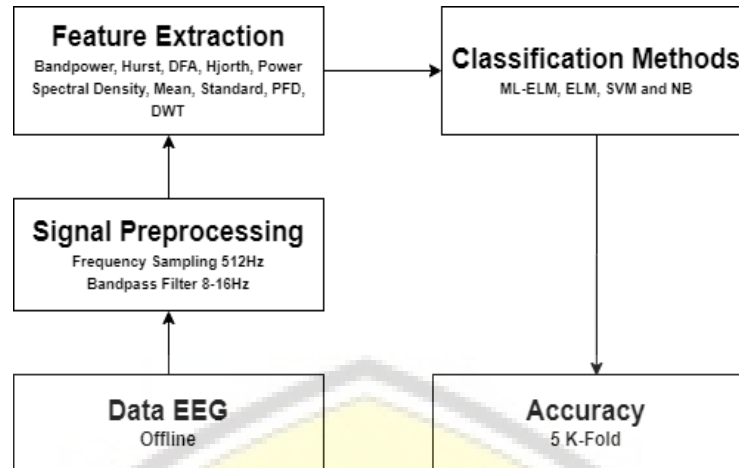 Feature Extraction
Bandpower, Hurst, DFA, Hjorth, Power
Spectral Density, Mean, Standard, PFD,
DWT
Classification Methods
ML-ELM, ELM, SVM and NB
Signal Preprocessing
Frequency Sampling 512Hz
Bandpass Filter 8-16Hz
Data EEG
Offline
Accuracy
5 K-Fold